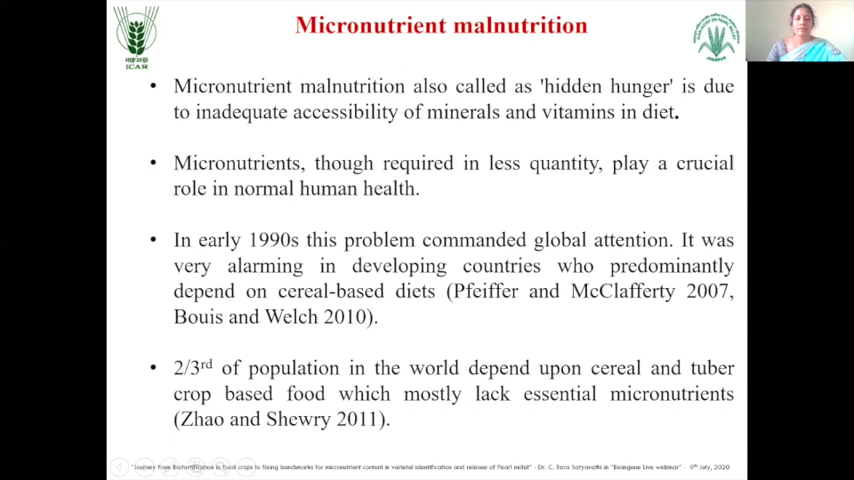 Micronutrient malnutrition
ICAR
• Micronutrient malnutrition also called as 'hidden hunger' is due
to inadequate accessibility of minerals and vitamins in diet.
• Micronutrients, though required in less quantity, play a crucial
role in normal human health.
• In early 1990s this problem commanded global attention. It was
very alarming in developing countries who predominantly
depend on cereal-based diets (Pfeiffer and McClafferty 2007,
Bouis and Welch 2010).
• 2/3rd of population in the world depend upon cereal and tuber
crop based food which mostly lack essential micronutrients
(Zhao and Shewry 2011).
"Journey from Biofortification in food crops to fixing benchmarks for micronutrient content in varietal identification and release of Pearl millet" - Dr. C. Tara Satyavathi in "Bioingene Live webinar" - 9th July, 2020